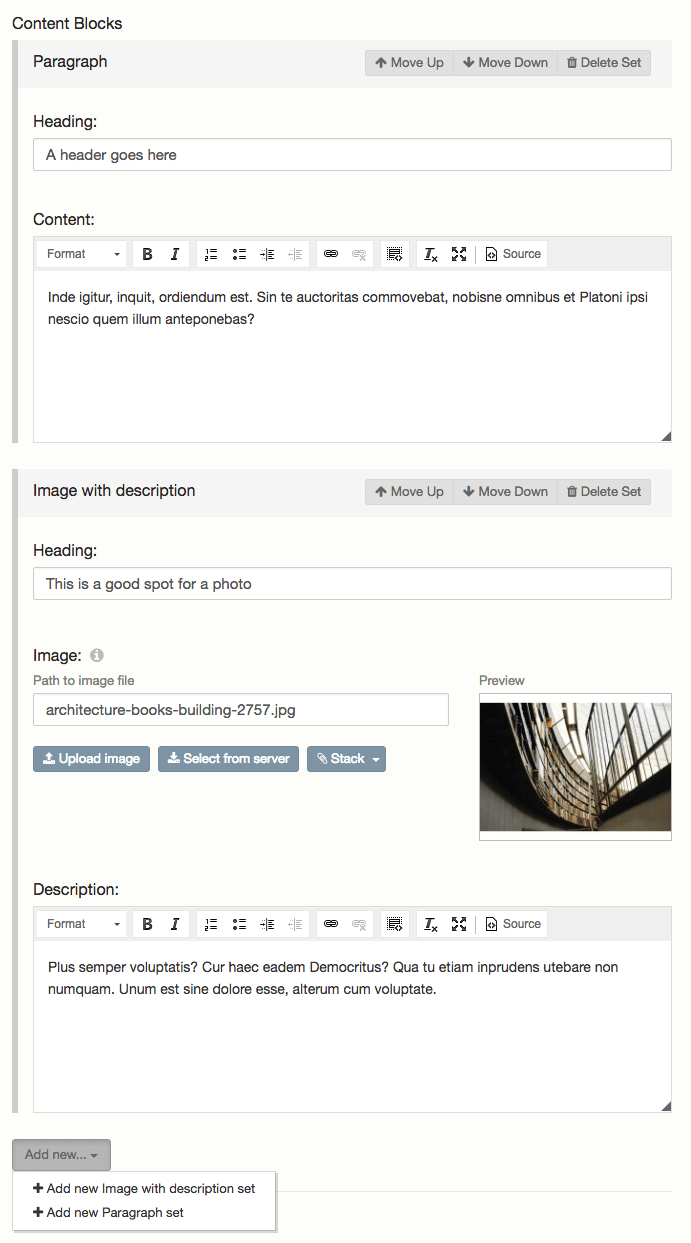 Content Blocks
Paragraph
Move Up Move Down Delete Set
Heading:
A header goes here
Content:
Format B I Source
Inde igitur, inquit, ordiendum est. Sin te auctoritas commovebat, nobisne omnibus et Platoni ipsi
nescio quem illum anteponebas?
Image with description
Move Up Move Down Delete Set
Heading:
This is a good spot for a photo
Image:
Path to image file
Preview
architecture-books-building-2757.jpg
Upload image Select from server Stack
Description:
Format B I Source
Plus semper voluptatis? Cur haec eadem Democritus? Qua tu etiam inprudens utebare non
numquam. Unum est sine dolore esse, alterum cum voluptate.
Add new...
Add new Image with description set
Add new Paragraph set